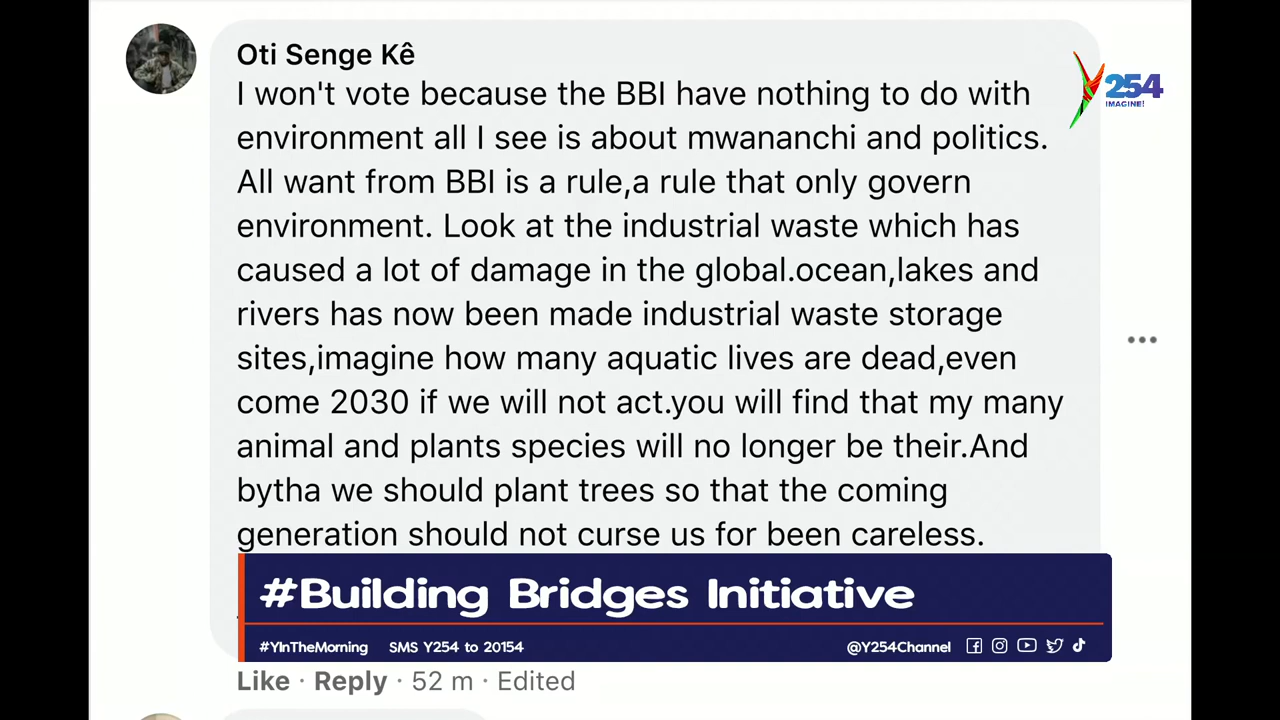 Oti Senge Kê
I won't vote because the BBI have nothing to do with
environment all I see is about mwananchi and politics.
All want from BBI is a rule,a rule that only govern
environment. Look at the industrial waste which has
caused a lot of damage in the global.ocean,lakes and
rivers has now been made industrial waste storage
sites,imagine how many aquatic lives are dead,even
come 2030 if we will not act.you will find that my many
animal and plants species will no longer be their.And
bytha we should plant trees so that the coming
generation should not curse us for been careless.
Y254
IMAGINE!
#Building Bridges Initiative
#YInTheMorning SMS Y254 to 20154 @Y254Channel
Like · Reply · 52 m · Edited